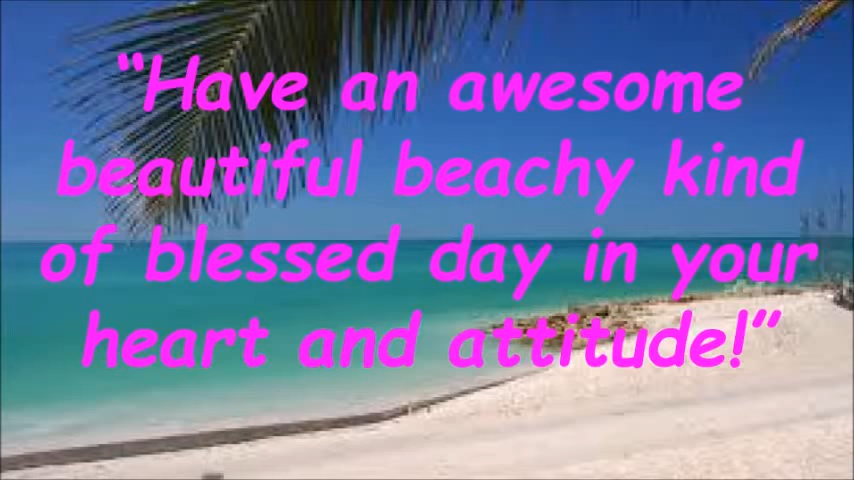 “Have an awesome
beautiful beachy kind
of blessed day in your
heart and attitude!”